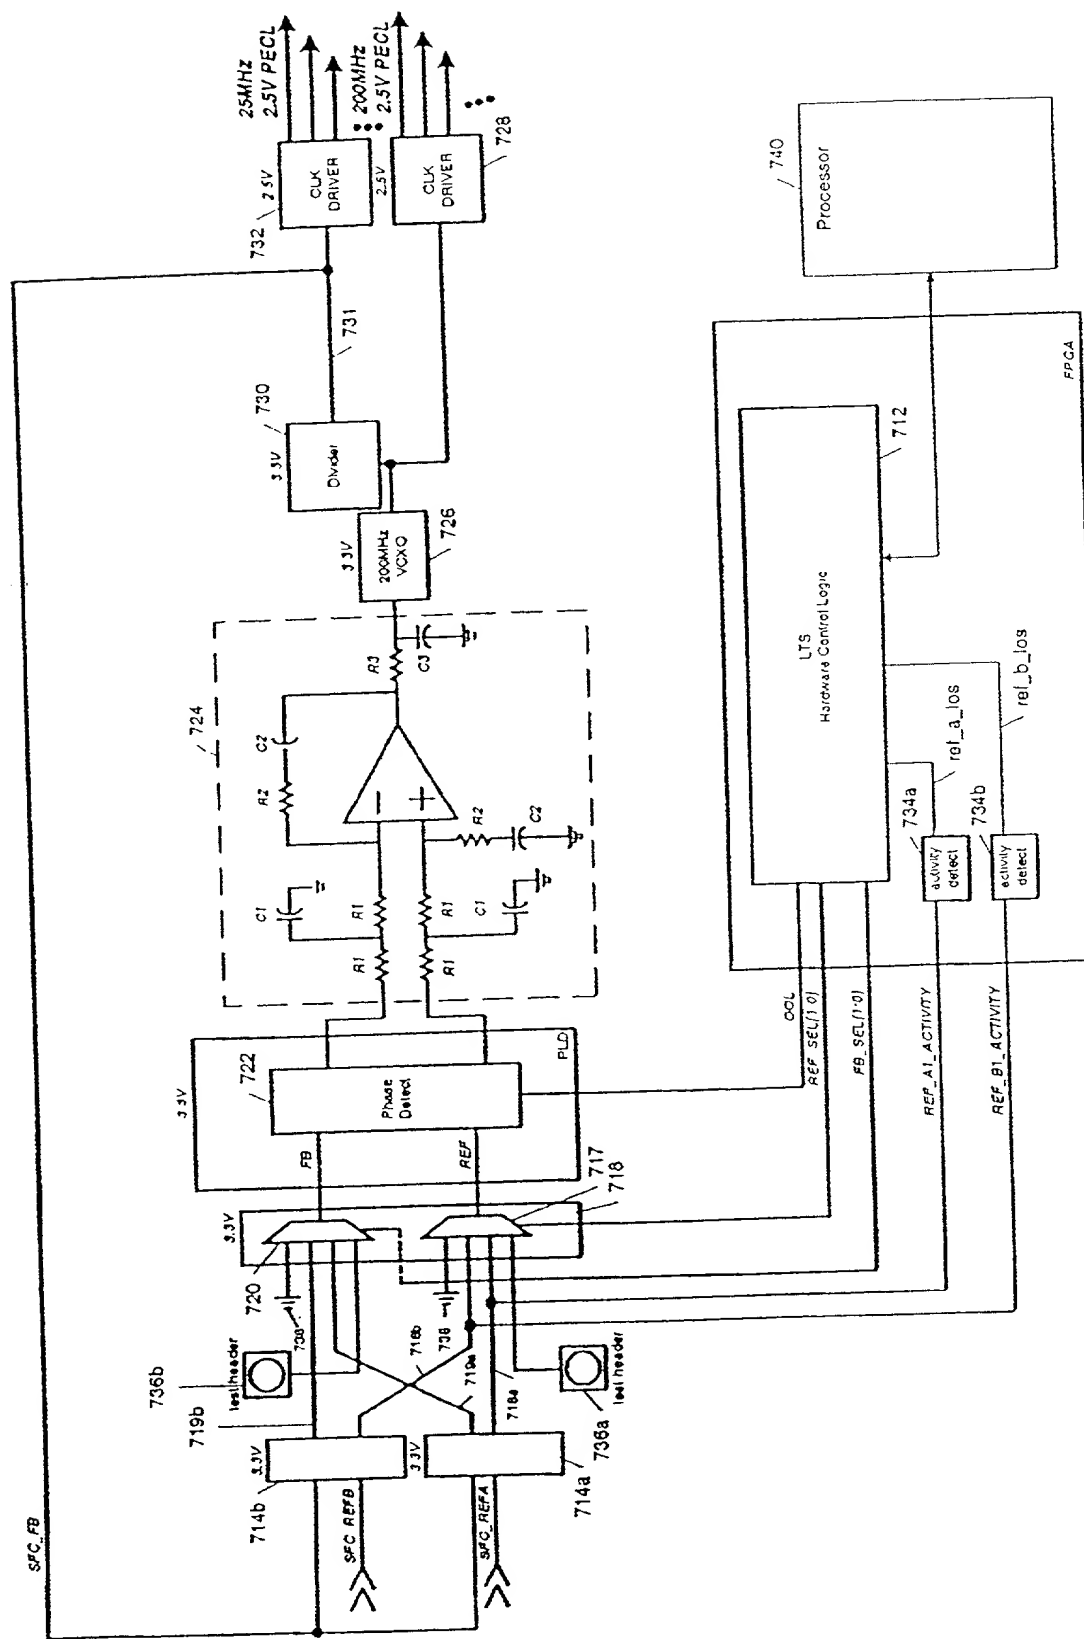 SFC_FB
SFC_REFB
SFC_REFA
714b
714a
3.3V
3.3V
719b
736b
test header
716b
719a
718a
736a
test header
720
738
738
3.3V
717
718
FB
REF
3.3V
722
Phase
Detect
PLD
724
R1
R1
C1
R1
R1
C1
R2
C2
R2
C2
R3
C3
3.3V
200MHz
VCXO
726
3.3V
Divider
730
731
732
2.5V
CLK
DRIVER
2.5V
CLK
DRIVER
728
25MHz
2.5V PECL
200MHz
2.5V PECL
OOL
REF_SEL(1:0)
FB_SEL(1:0)
REF_A1_ACTIVITY
REF_B1_ACTIVITY
734a
activity
detect
734b
activity
detect
ref_a_los
ref_b_los
LTS
Hardware Control Logic
712
FPGA
Processor
740